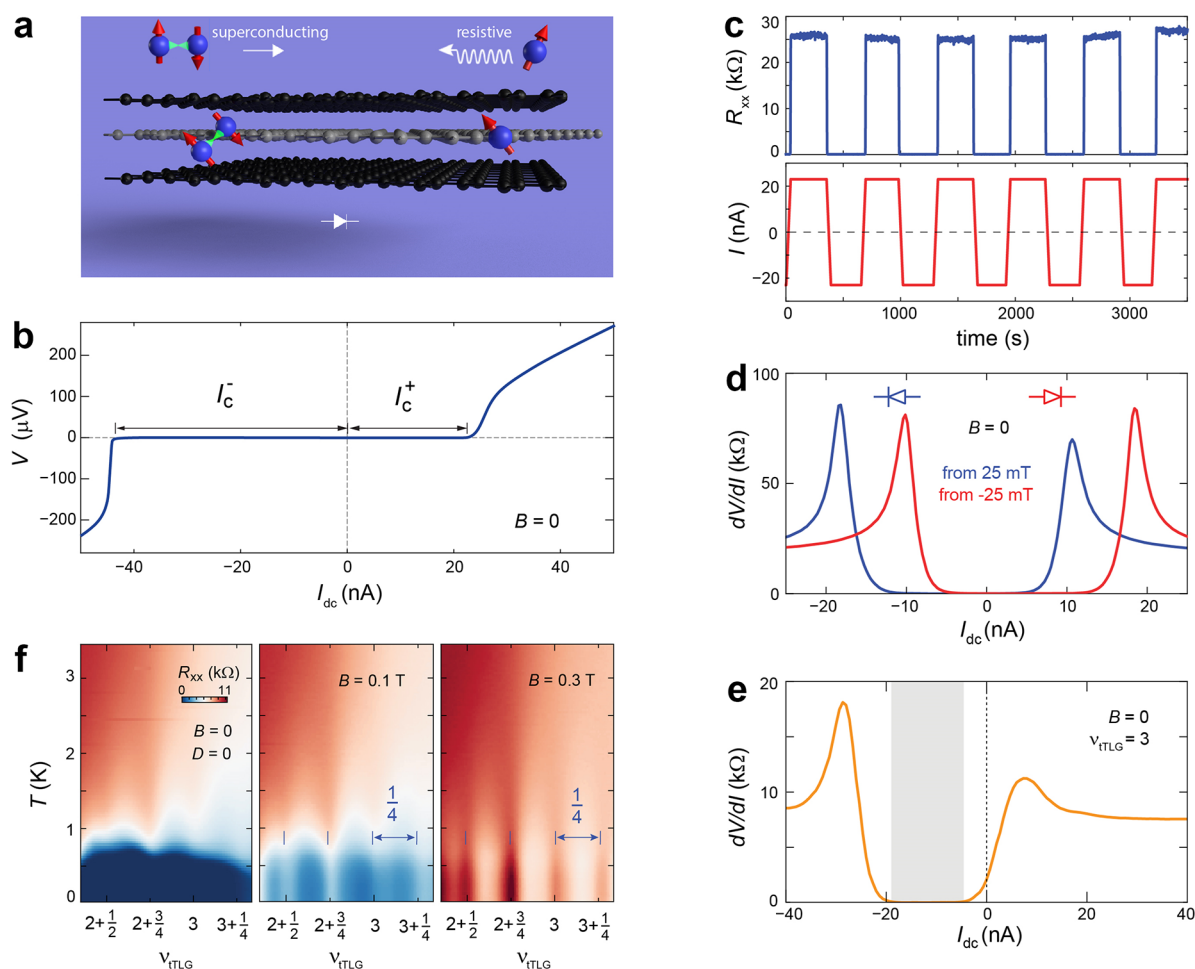 a
superconducting
resistive
b
V (μV)
200
100
0
−100
−200
I_c^-
I_c^+
B = 0
−40
−20
0
20
40
I_dc (nA)
c
R_xx (kΩ)
30
20
10
0
I (nA)
20
0
−20
0
1000
2000
3000
time (s)
d
dV/dI (kΩ)
100
50
0
B = 0
from 25 mT
from -25 mT
−20
−10
0
10
20
I_dc (nA)
e
dV/dI (kΩ)
20
10
0
B = 0
ν_tTLG = 3
−40
−20
0
20
40
I_dc (nA)
f
T (K)
3
2
1
0
R_xx (kΩ)
0 11
B = 0
D = 0
B = 0.1 T
1/4
B = 0.3 T
1/4
2+1/2 2+3/4 3 3+1/4
2+1/2 2+3/4 3 3+1/4
2+1/2 2+3/4 3 3+1/4
ν_tTLG ν_tTLG ν_tTLG